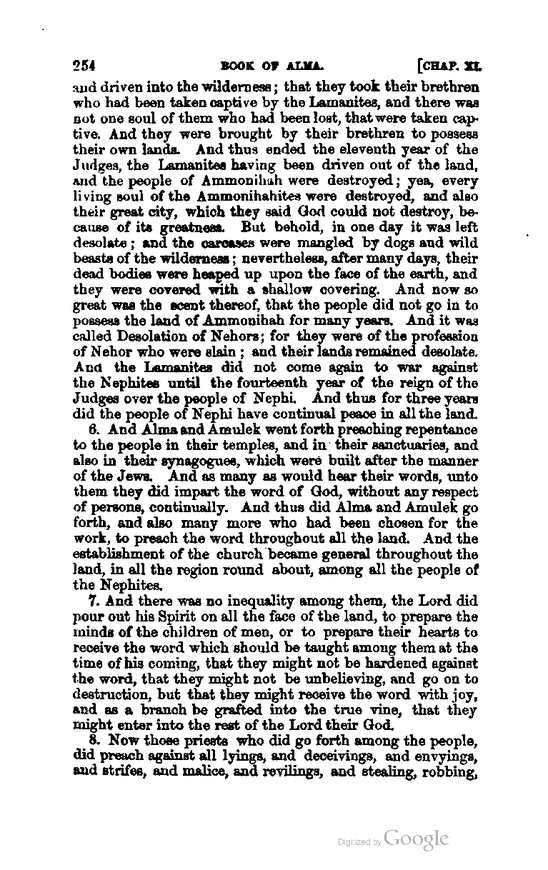 254 BOOK OF ALMA. [CHAP. XI.
and driven into the wilderness; that they took their brethren
who had been taken captive by the Lamanites, and there was
not one soul of them who had been lost, that were taken cap-
tive. And they were brought by their brethren to possess
their own lands. And thus ended the eleventh year of the
Judges, the Lamanites having been driven out of the land,
and the people of Ammonihah were destroyed; yea, every
living soul of the Ammonihahites were destroyed, and also
their great city, which they said God could not destroy, be-
cause of its greatness. But behold, in one day it was left
desolate; and the carcases were mangled by dogs and wild
beasts of the wilderness; nevertheless, after many days, their
dead bodies were heaped up upon the face of the earth, and
they were covered with a shallow covering. And now so
great was the scent thereof, that the people did not go in to
possess the land of Ammonihah for many years. And it was
called Desolation of Nehors; for they were of the profession
of Nehor who were slain; and their lands remained desolate.
And the Lamanites did not come again to war against
the Nephites until the fourteenth year of the reign of the
Judges over the people of Nephi. And thus for three years
did the people of Nephi have continual peace in all the land.
6. And Alma and Amulek went forth preaching repentance
to the people in their temples, and in their sanctuaries, and
also in their synagogues, which were built after the manner
of the Jews. And as many as would hear their words, unto
them they did impart the word of God, without any respect
of persons, continually. And thus did Alma and Amulek go
forth, and also many more who had been chosen for the
work, to preach the word throughout all the land. And the
establishment of the church became general throughout the
land, in all the region round about, among all the people of
the Nephites.
7. And there was no inequality among them, the Lord did
pour out his Spirit on all the face of the land, to prepare the
minds of the children of men, or to prepare their hearts to
receive the word which should be taught among them at the
time of his coming, that they might not be hardened against
the word, that they might not be unbelieving, and go on to
destruction, but that they might receive the word with joy,
and as a branch be grafted into the true vine, that they
might enter into the rest of the Lord their God.
8. Now those priests who did go forth among the people,
did preach against all lyings, and deceivings, and envyings,
and strifes, and malice, and revilings, and stealing, robbing,
Digitized by Google